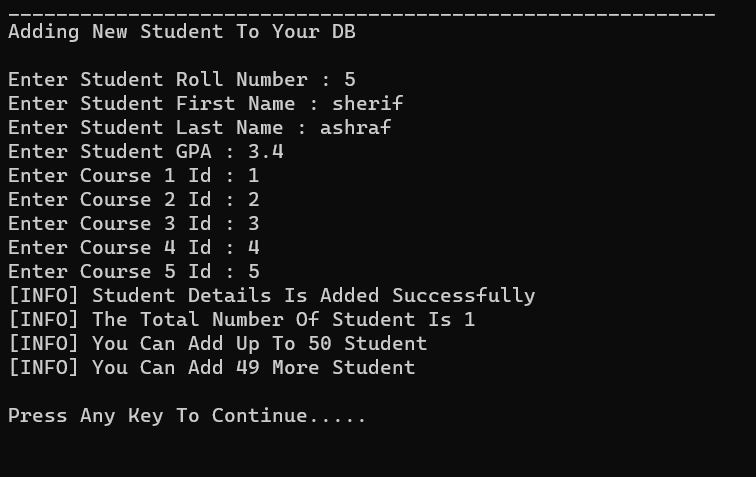 ___________________________________________________________
Adding New Student To Your DB
Enter Student Roll Number : 5
Enter Student First Name : sherif
Enter Student Last Name : ashraf
Enter Student GPA : 3.4
Enter Course 1 Id : 1
Enter Course 2 Id : 2
Enter Course 3 Id : 3
Enter Course 4 Id : 4
Enter Course 5 Id : 5
[INFO] Student Details Is Added Successfully
[INFO] The Total Number Of Student Is 1
[INFO] You Can Add Up To 50 Student
[INFO] You Can Add 49 More Student
Press Any Key To Continue.....